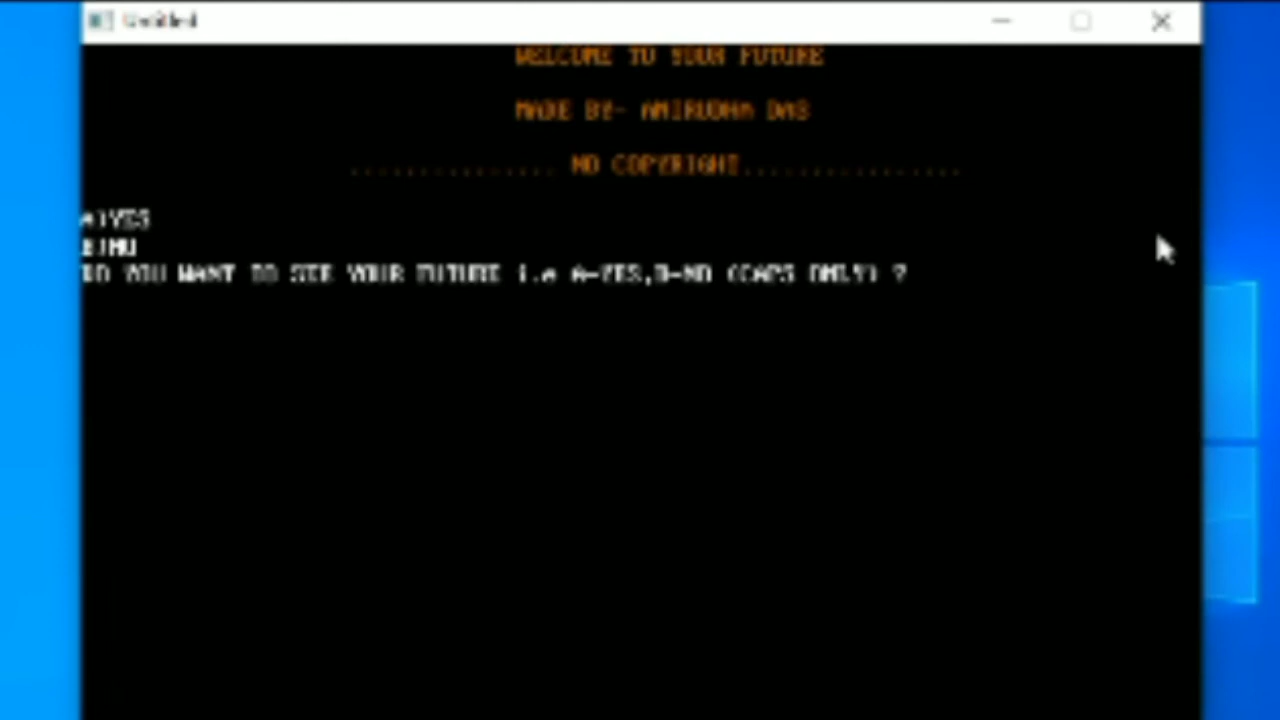 Untitled
WELCOME TO YOUR FUTURE
MADE BY- ANIRUDHA DAS
............... NO COPYRIGHT................
A)YES
B)NO
DO YOU WANT TO SEE YOUR FUTURE i.e A-YES,B-NO (CAPS ONLY) ?